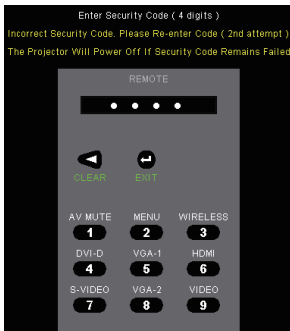 Enter Security Code ( 4 digits )
Incorrect Security Code. Please Re-enter Code ( 2nd attempt )
The Projector Will Power Off If Security Code Remains Failed
REMOTE
CLEAR EXIT
AV MUTE MENU WIRELESS
1 2 3
DVI-D VGA-1 HDMI
4 5 6
S-VIDEO VGA-2 VIDEO
7 8 9